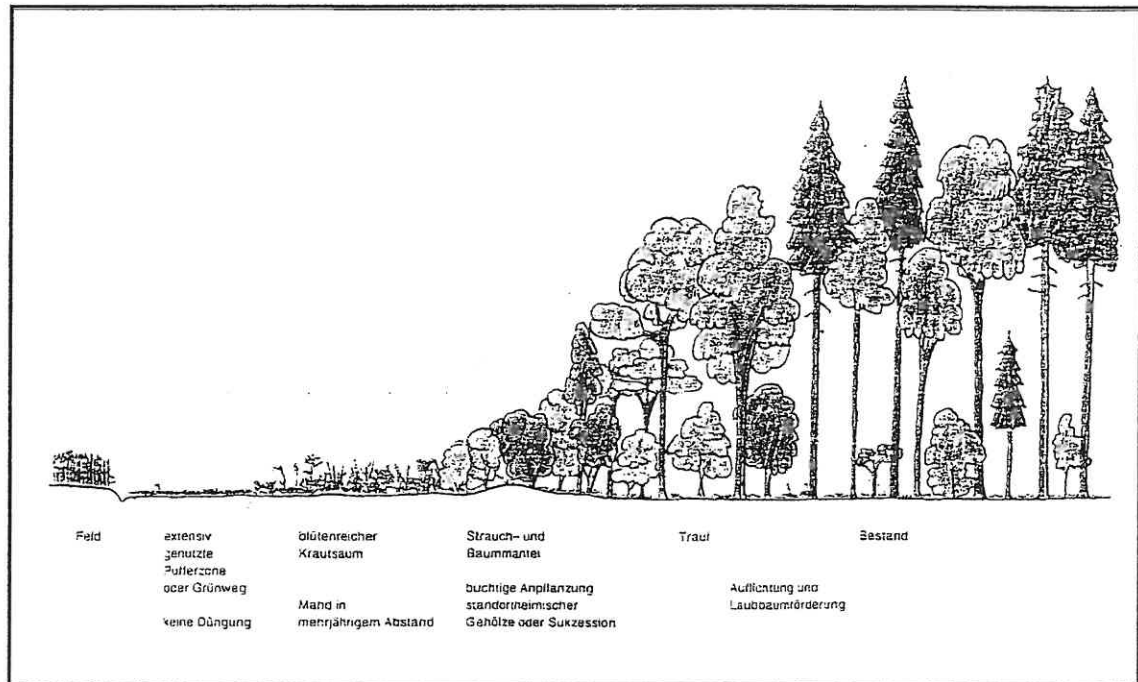 Feld
extensiv
genutzte
Pufferzone
oder Grünweg
keine Düngung
blütenreicher
Krautsaum
Mahd in
mehrjährigem Abstand
Strauch- und
Baummantel
buchtige Anpflanzung
standortheimischer
Gehölze oder Sukzession
Trauf
Bestand
Auflichtung und
Laubbaumförderung